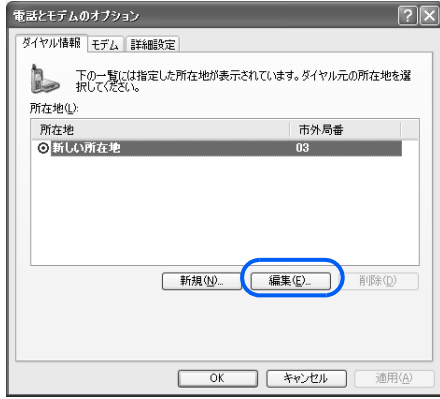 電話とモデムのオプション
ダイヤル情報 モデム 詳細設定
下の一覧には指定した所在地が表示されています。ダイヤル元の所在地を選
択してください。
所在地(L):
所在地 市外局番
新しい所在地 03
新規(N)... 編集(E)... 削除(D)
OK キャンセル 適用(A)